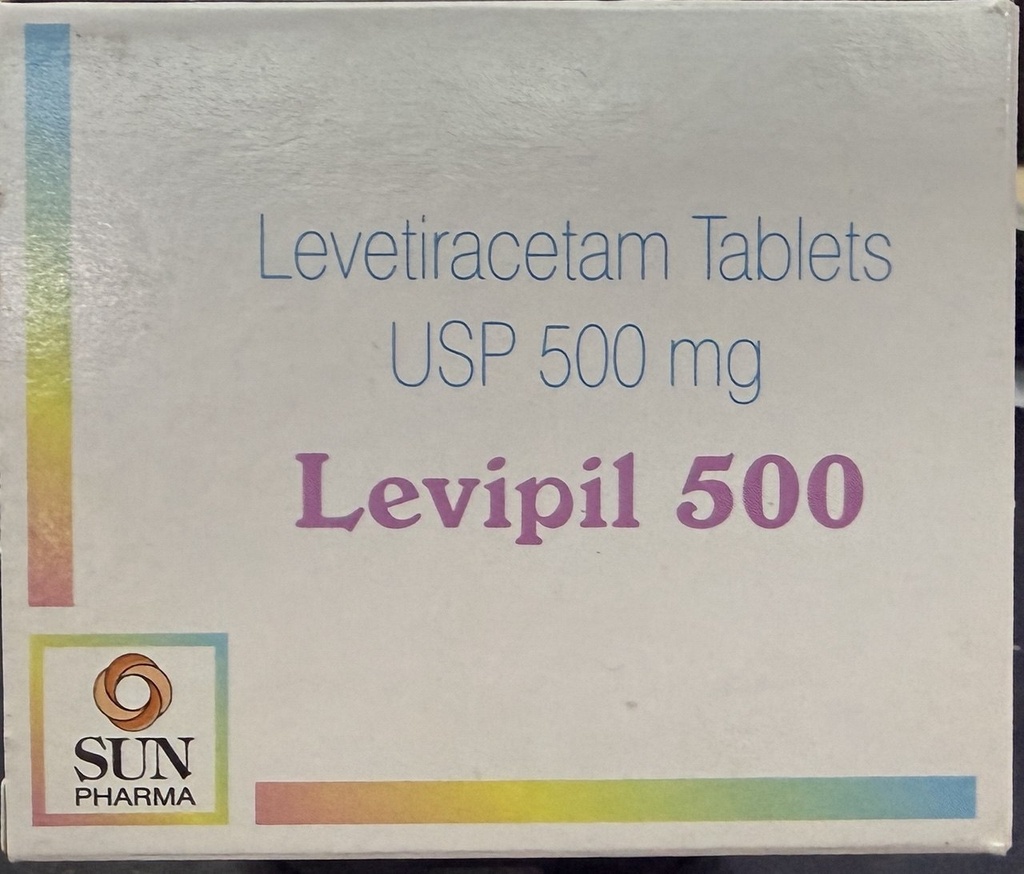 Levetiracetam Tablets
USP 500 mg
Levipil 500
SUN
PHARMA